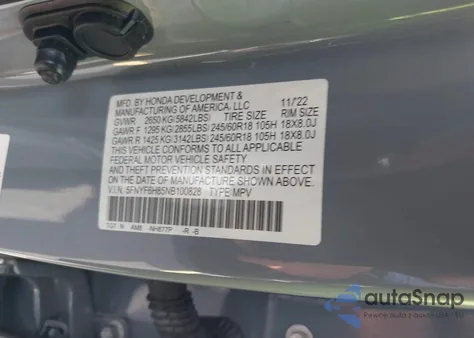 MFD. BY HONDA DEVELOPMENT &
MANUFACTURING OF AMERICA, LLC 11/22
GVWR 2650 KG(5842LBS) TIRE SIZE RIM SIZE
GAWR F 1295 KG(2855LBS) 245/60R18 105H 18X8.0J
GAWR R 1425 KG(3142LBS) 245/60R18 105H 18X8.0J
THIS VEHICLE CONFORMS TO ALL APPLICABLE
FEDERAL MOTOR VEHICLE SAFETY
AND THEFT PREVENTION STANDARDS IN EFFECT
ON THE DATE OF MANUFACTURE SHOWN ABOVE.
V.I.N. 5FNYF6H85NB100828 TYPE:MPV
AM6 -NH877P -R -B
autaSnap